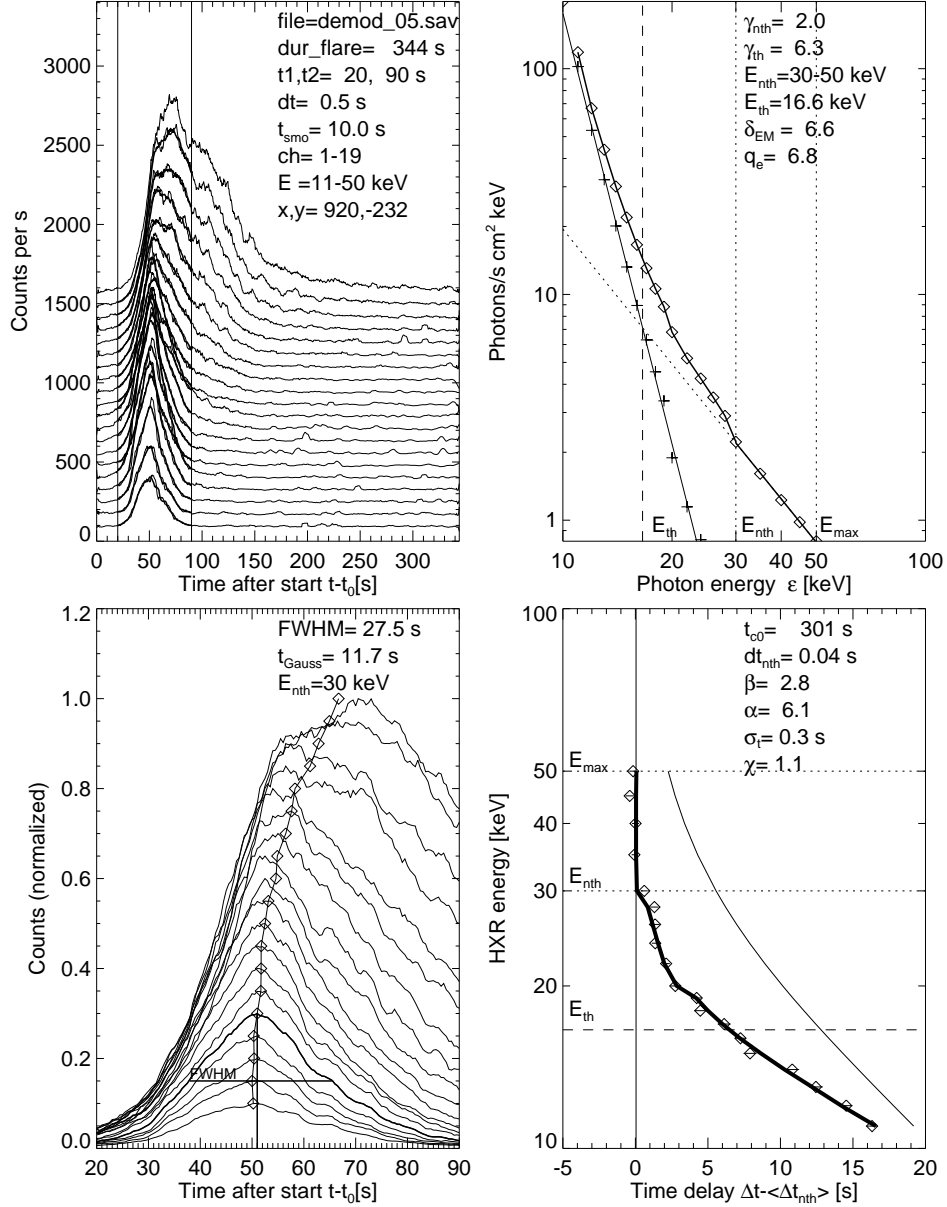 file=demod_05.sav
dur_flare= 344 s
t1,t2= 20, 90 s
dt= 0.5 s
t_smo= 10.0 s
ch= 1-19
E =11-50 keV
x,y= 920,-232
Counts per s
3000
2500
2000
1500
1000
500
0
0 50 100 150 200 250 300
Time after start t-t_0[s]
γ_nth= 2.0
γ_th= 6.3
E_nth=30-50 keV
E_th=16.6 keV
δ_EM= 6.6
q_e= 6.8
Photons/s cm² keV
100
10
1
E_th E_nth E_max
10 20 30 40 50 100
Photon energy ε [keV]
FWHM= 27.5 s
t_Gauss= 11.7 s
E_nth=30 keV
Counts (normalized)
1.2
1.0
0.8
0.6
0.4
0.2
0.0
FWHM
20 30 40 50 60 70 80 90
Time after start t-t_0[s]
t_c0= 301 s
dt_nth= 0.04 s
β= 2.8
α= 6.1
σ_t= 0.3 s
χ= 1.1
HXR energy [keV]
100
50
40
30
20
10
E_max
E_nth
E_th
-5 0 5 10 15 20
Time delay Δt-<Δt_nth> [s]